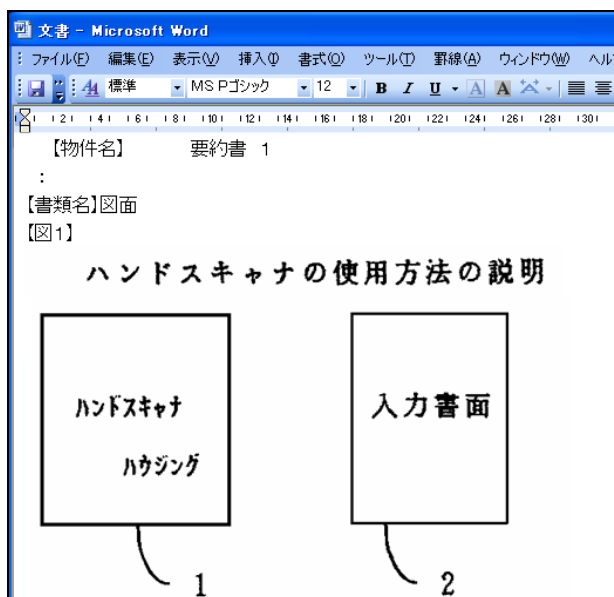 文書 - Microsoft Word
ファイル(F) 編集(E) 表示(V) 挿入(I) 書式(O) ツール(T) 罫線(A) ウィンドウ(W) ヘル
標準 MS Pゴシック 12 B I U A A
2 4 6 8 10 12 14 16 18 20 22 24 26 28 30
【物件名】 要約書 1
:
【書類名】図面
【図1】
ハンドスキャナの使用方法の説明
ハンドスキャナ
ハウジング
入力書面
1 2